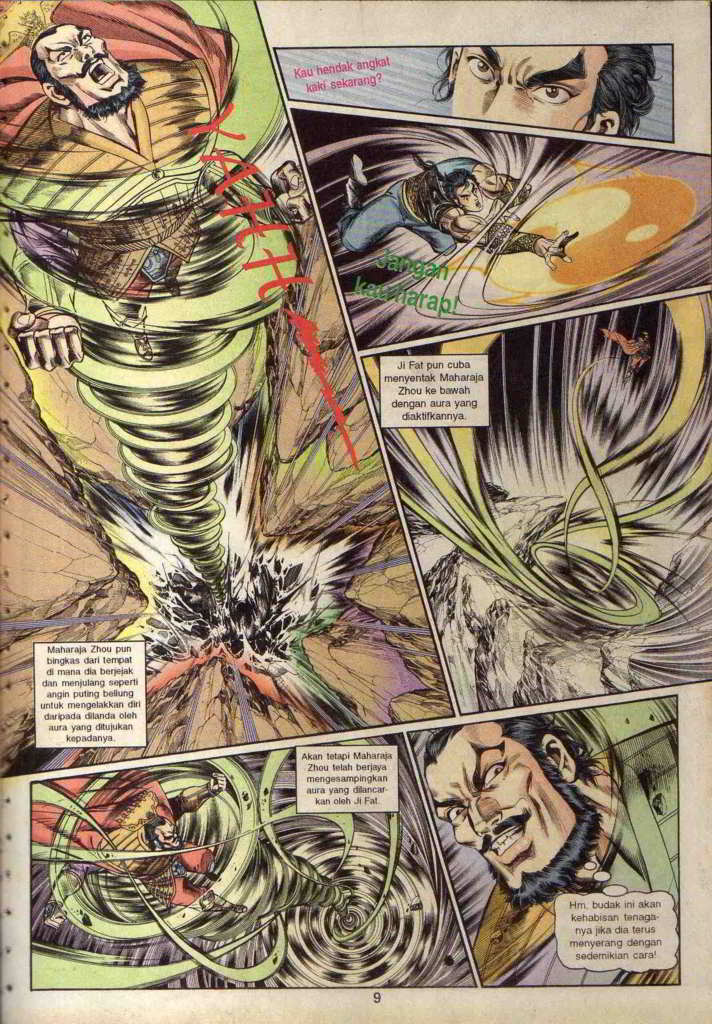 YAHH
Maharaja Zhou pun
bingkas dari tempat
di mana dia berjejak
dan menjulang seperti
angin puting beliung
untuk mengelakkan diri
daripada dilanda oleh
aura yang ditujukan
kepadanya.
Kau hendak angkat
kaki sekarang?
Jangan
kau harap!
Ji Fat pun cuba
menyentak Maharaja
Zhou ke bawah
dengan aura yang
diaktifkannya.
Akan tetapi Maharaja
Zhou telah berjaya
mengesampingkan
aura yang dilancar-
kan oleh Ji Fat.
Hm, budak ini akan
kehabisan tenaga-
nya jika dia terus
menyerang dengan
sedemikian cara!
9